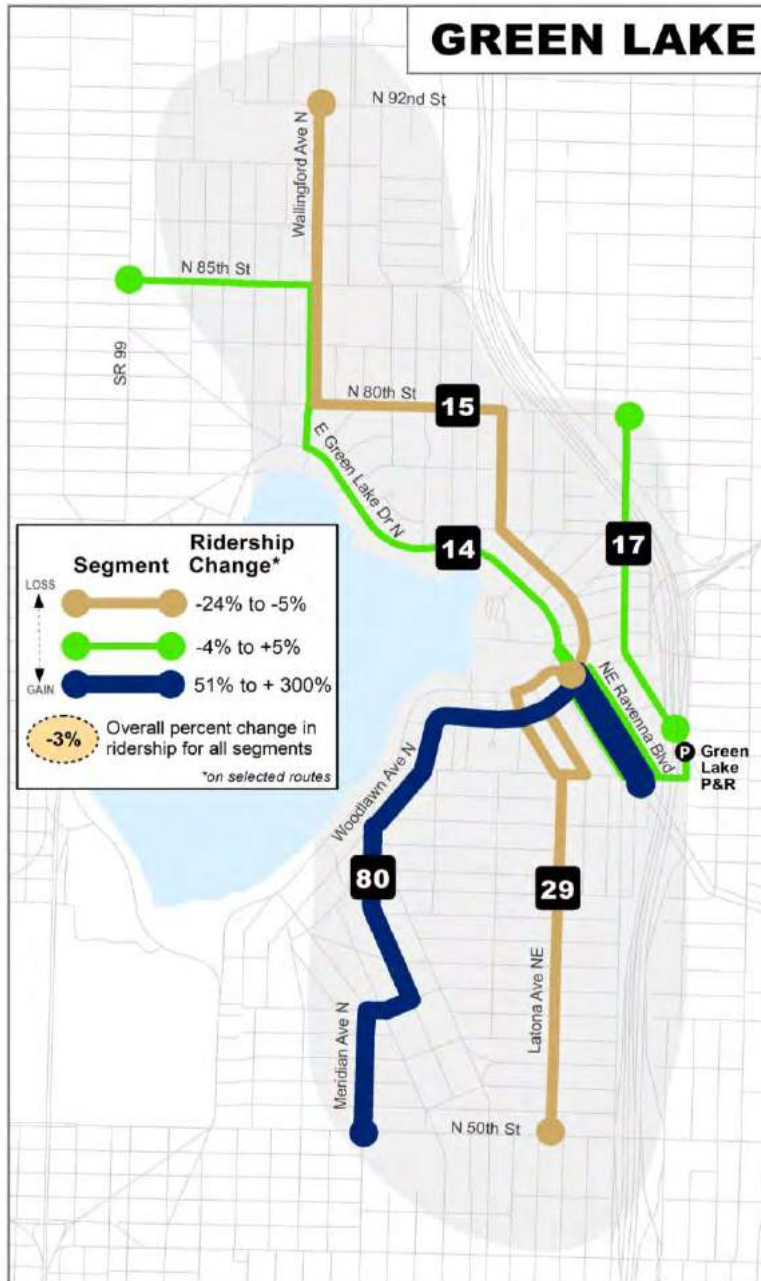 GREEN LAKE
N 92nd St
Wallingford Ave N
N 85th St
SR 99
N 80th St
15
E Green Lake Dr N
14
17
Segment
Ridership
Change*
LOSS
GAIN
-24% to -5%
-4% to +5%
51% to + 300%
-3%
Overall percent change in
ridership for all segments
*on selected routes
NE Ravenna Blvd
P
Green
Lake
P&R
Woodlawn Ave N
80
29
Latona Ave NE
Meridian Ave N
N 50th St